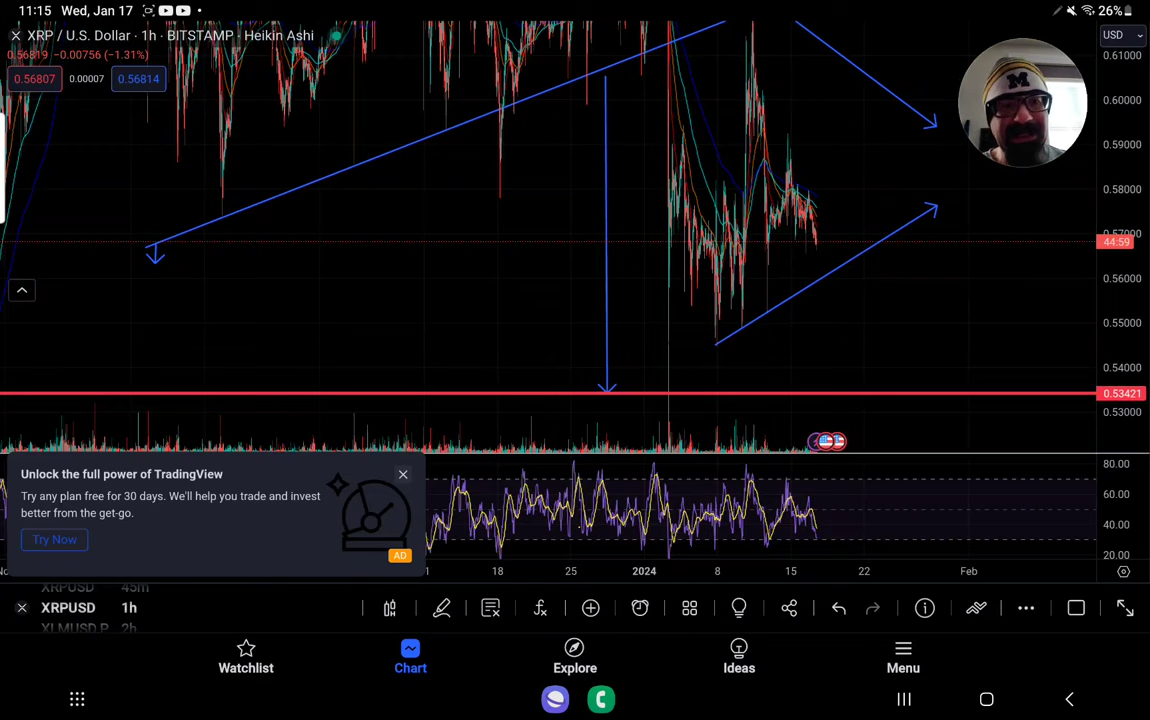 11:15 Wed, Jan 17 26%
XRP / U.S. Dollar · 1h · BITSTAMP · Heikin Ashi
USD
0.56819 −0.00756 (−1.31%)
0.56807 0.00007 0.56814
M
0.61000
0.60000
0.59000
0.58000
0.57000
44:59
0.56000
0.55000
0.54000
0.53421
0.53000
80.00
60.00
40.00
20.00
Unlock the full power of TradingView
Try any plan free for 30 days. We'll help you trade and invest
better from the get-go.
Try Now
AD
18 25 2024 8 15 22 Feb
XRPUSD 45m
XRPUSD 1h
XLMUSD.P 2h
Watchlist Chart Explore Ideas Menu